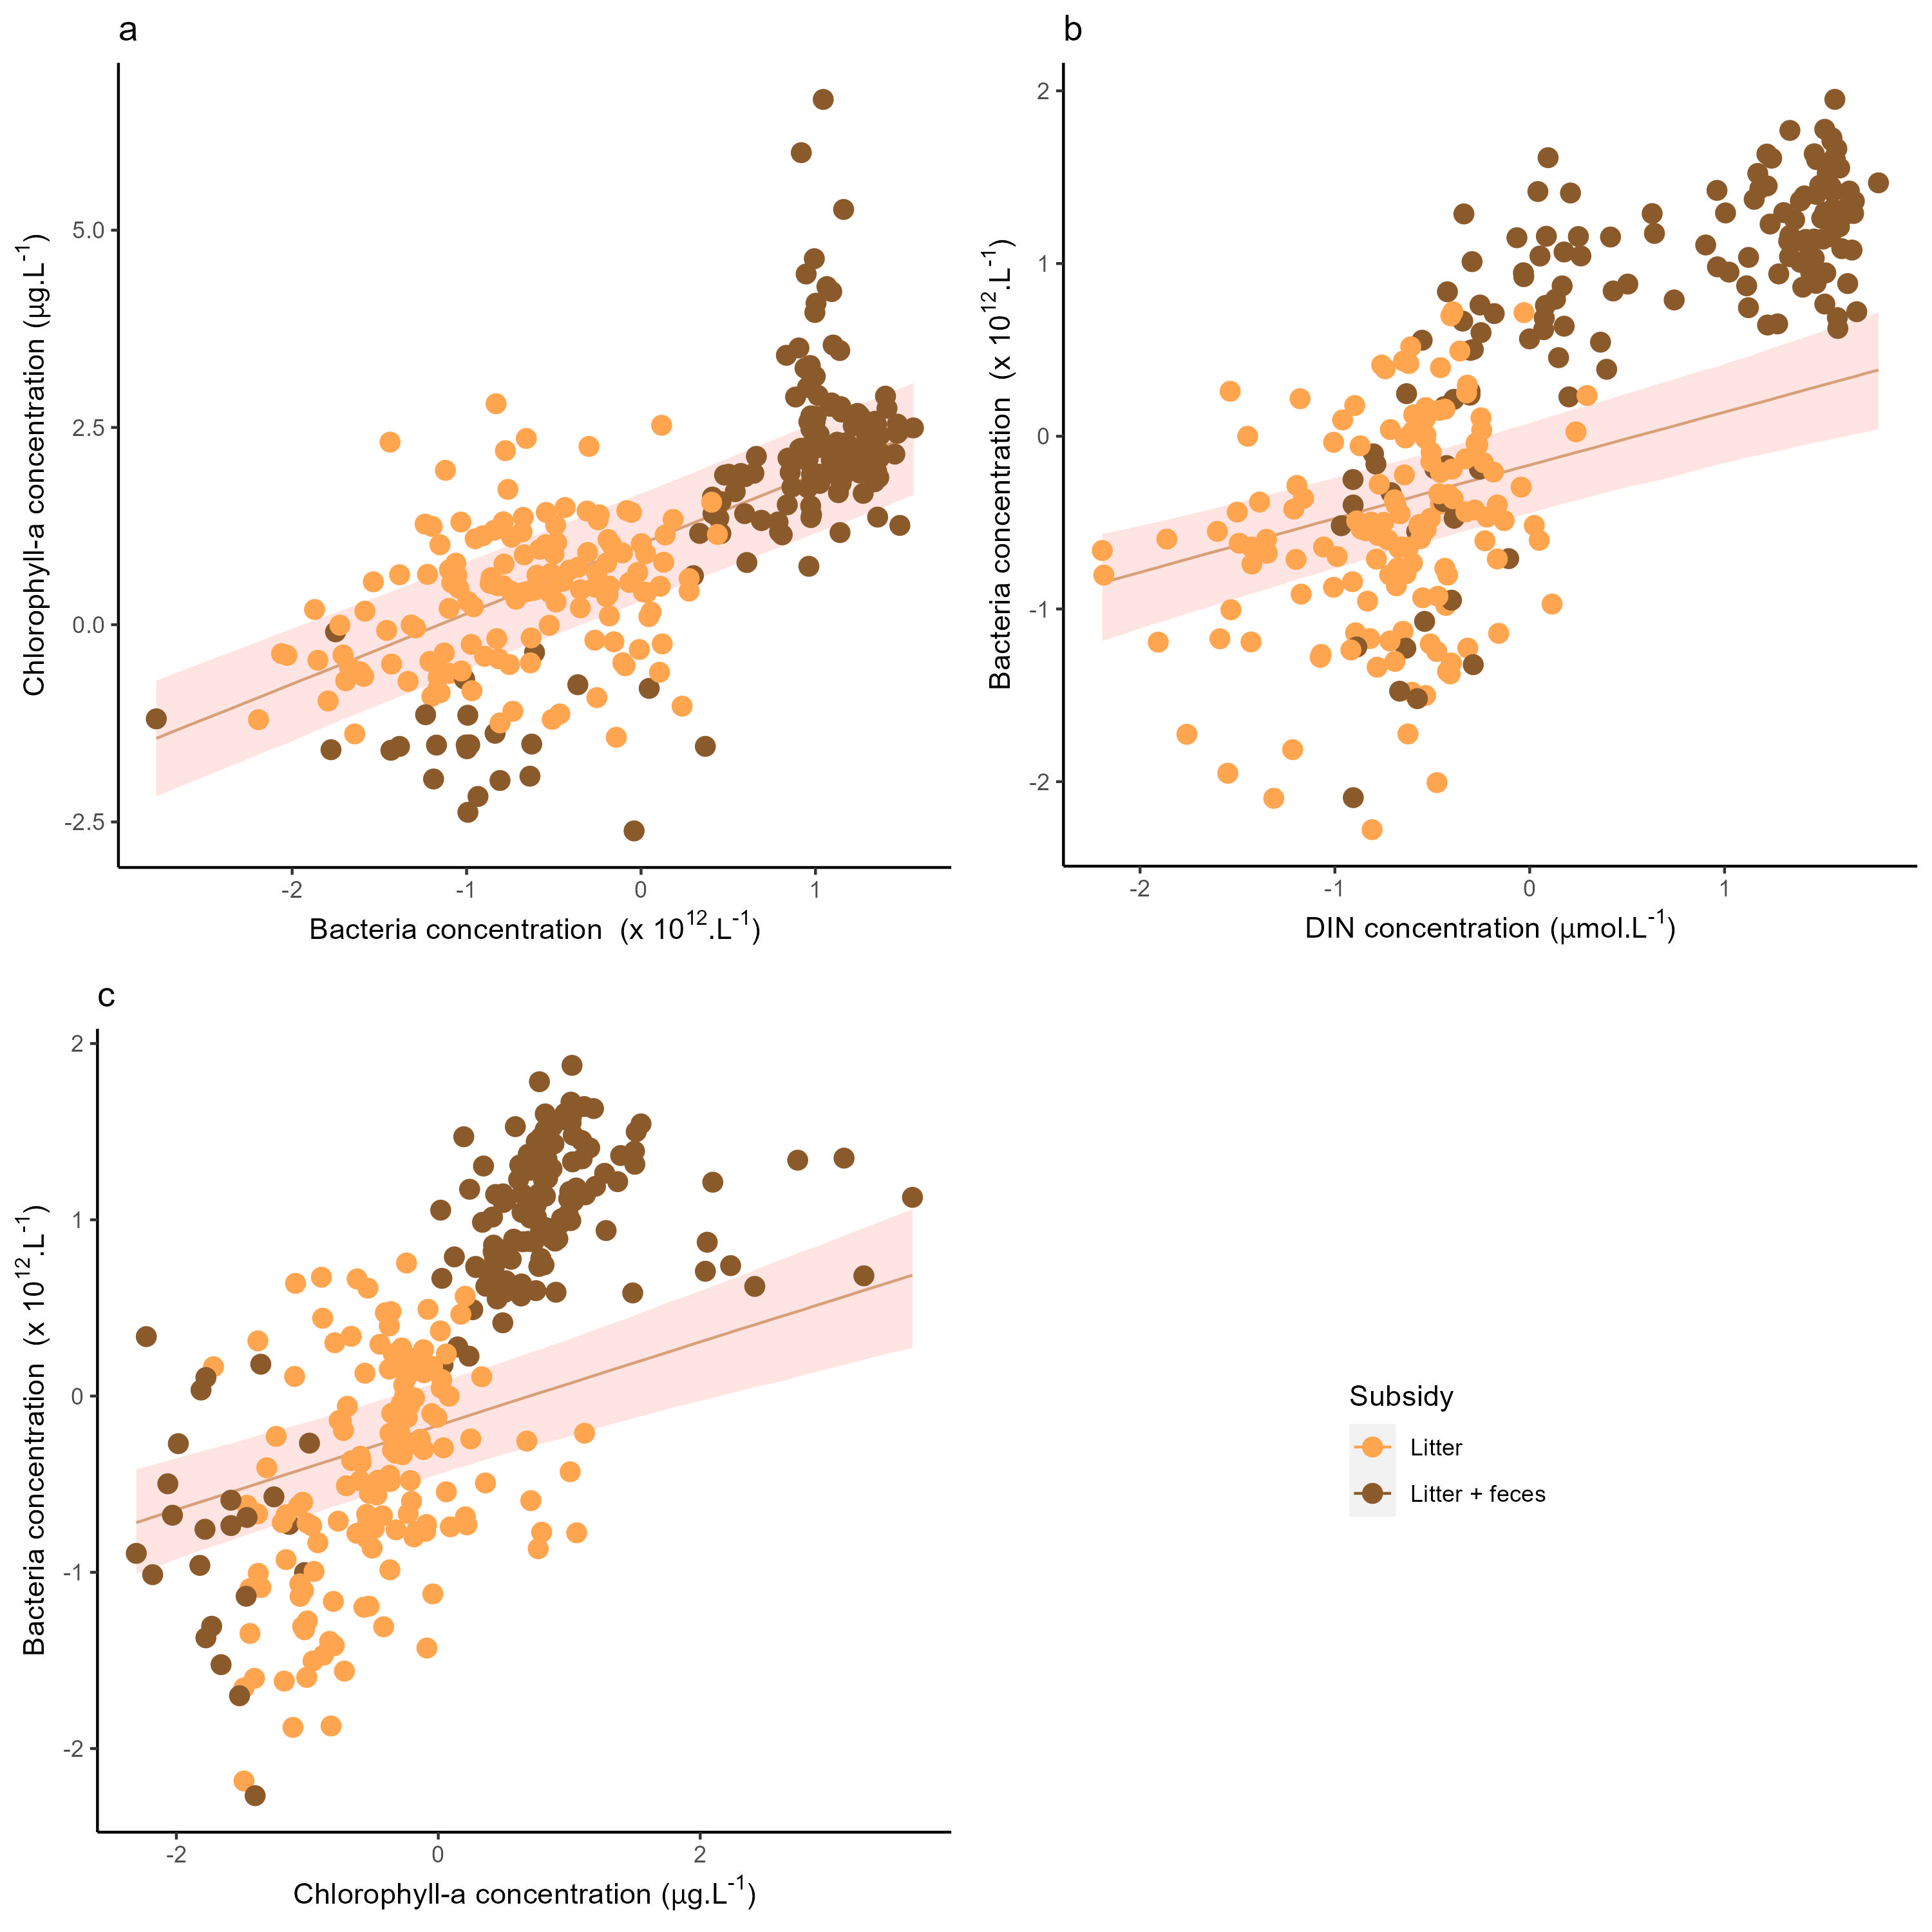 a
Chlorophyll-a concentration (µg.L⁻¹)
5.0
2.5
0.0
-2.5
-2 -1 0 1
Bacteria concentration (x 10¹².L⁻¹)
b
Bacteria concentration (x 10¹².L⁻¹)
2
1
0
-1
-2
-2 -1 0 1
DIN concentration (µmol.L⁻¹)
c
Bacteria concentration (x 10¹².L⁻¹)
2
1
0
-1
-2
-2 0 2
Chlorophyll-a concentration (µg.L⁻¹)
Subsidy
Litter
Litter + feces